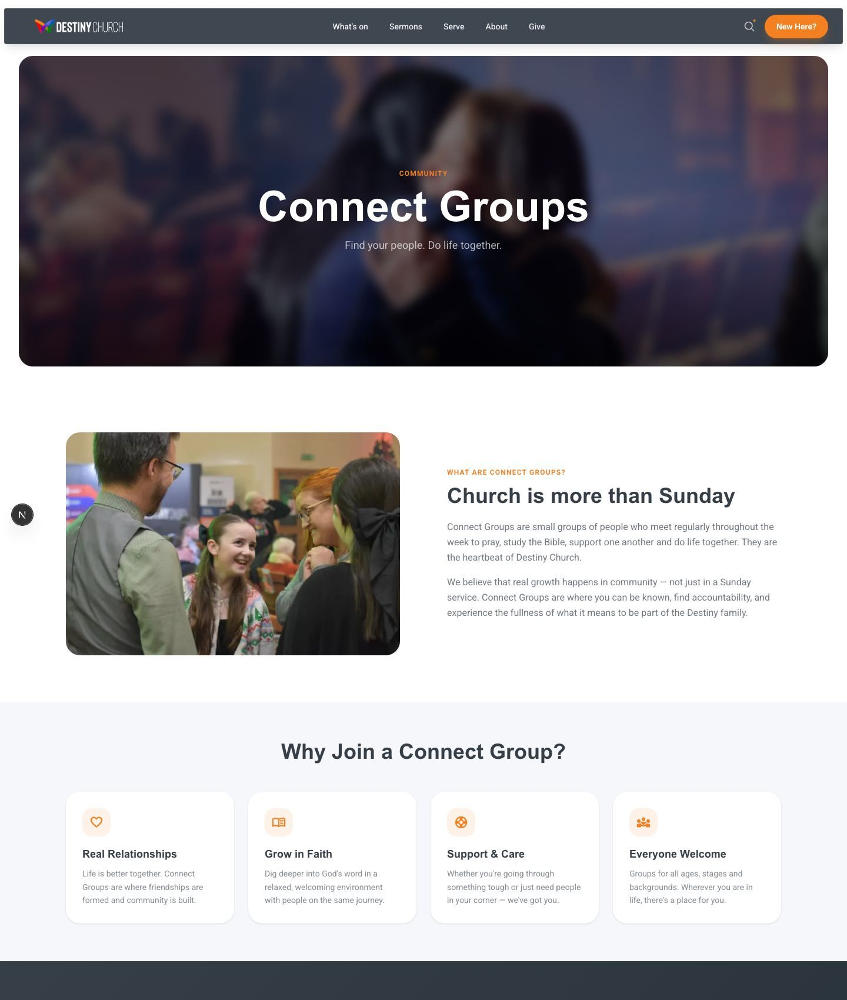 DESTINY CHURCH
What's on
Sermons
Serve
About
Give
New Here?
COMMUNITY
Connect Groups
Find your people. Do life together.
WHAT ARE CONNECT GROUPS?
Church is more than Sunday
Connect Groups are small groups of people who meet regularly throughout the
week to pray, study the Bible, support one another and do life together. They are
the heartbeat of Destiny Church.
We believe that real growth happens in community — not just in a Sunday
service. Connect Groups are where you can be known, find accountability, and
experience the fullness of what it means to be part of the Destiny family.
N
Why Join a Connect Group?
Real Relationships
Life is better together. Connect
Groups are where friendships are
formed and community is built.
Grow in Faith
Dig deeper into God's word in a
relaxed, welcoming environment
with people on the same journey.
Support & Care
Whether you're going through
something tough or just need people
in your corner — we've got you.
Everyone Welcome
Groups for all ages, stages and
backgrounds. Wherever you are in
life, there's a place for you.